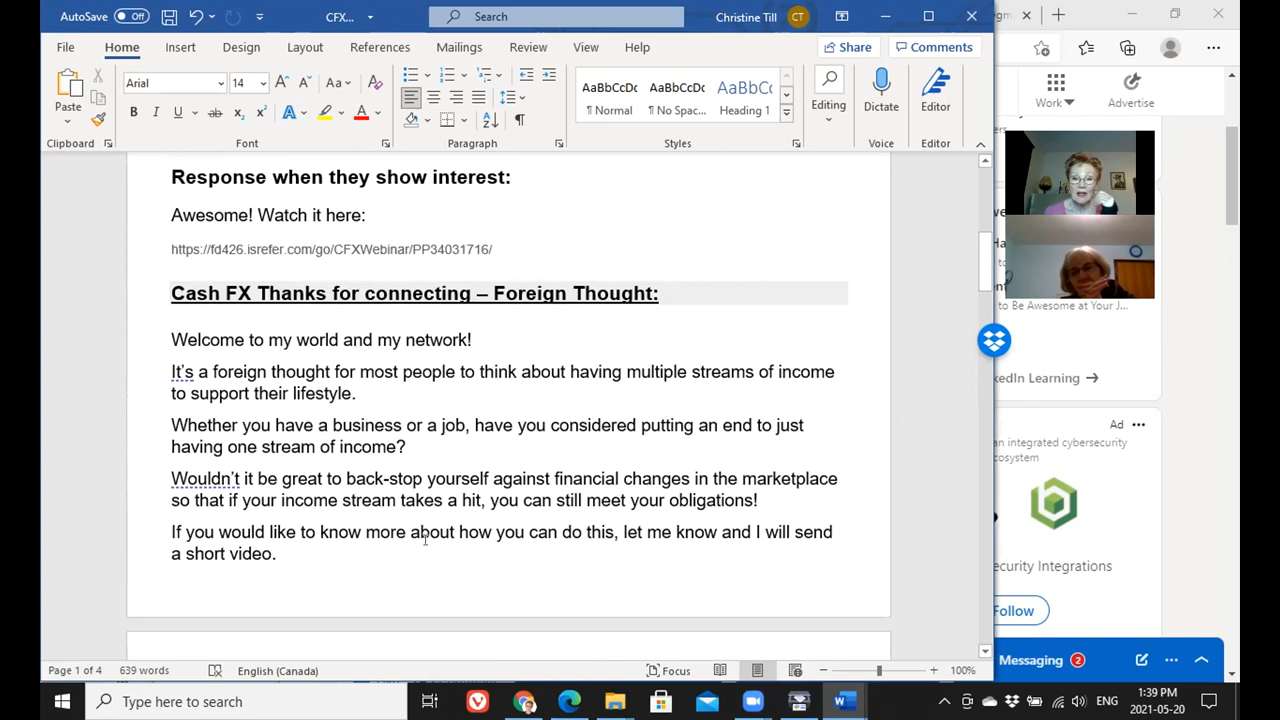 AutoSave Off
CFX...
Search
Christine Till CT
File Home Insert Design Layout References Mailings Review View Help
Share Comments
Paste
Arial 14
AaBbCcDc AaBbCcDc AaBbCc
¶ Normal ¶ No Spac... Heading 1
Editing
Dictate
Editor
Clipboard Font Paragraph Styles Voice Editor
Response when they show interest:
Awesome! Watch it here:
https://fd426.isrefer.com/go/CFXWebinar/PP34031716/
Cash FX Thanks for connecting – Foreign Thought:
Welcome to my world and my network!
It’s a foreign thought for most people to think about having multiple streams of income
to support their lifestyle.
Whether you have a business or a job, have you considered putting an end to just
having one stream of income?
Wouldn’t it be great to back-stop yourself against financial changes in the marketplace
so that if your income stream takes a hit, you can still meet your obligations!
If you would like to know more about how you can do this, let me know and I will send
a short video.
Page 1 of 4 639 words English (Canada) Focus 100%
Work Advertise
to Be Awesome at Your J...
Learning →
Ad
an integrated cybersecurity
Security Integrations
Follow
Messaging 2
Type here to search
ENG
1:39 PM
2021-05-20